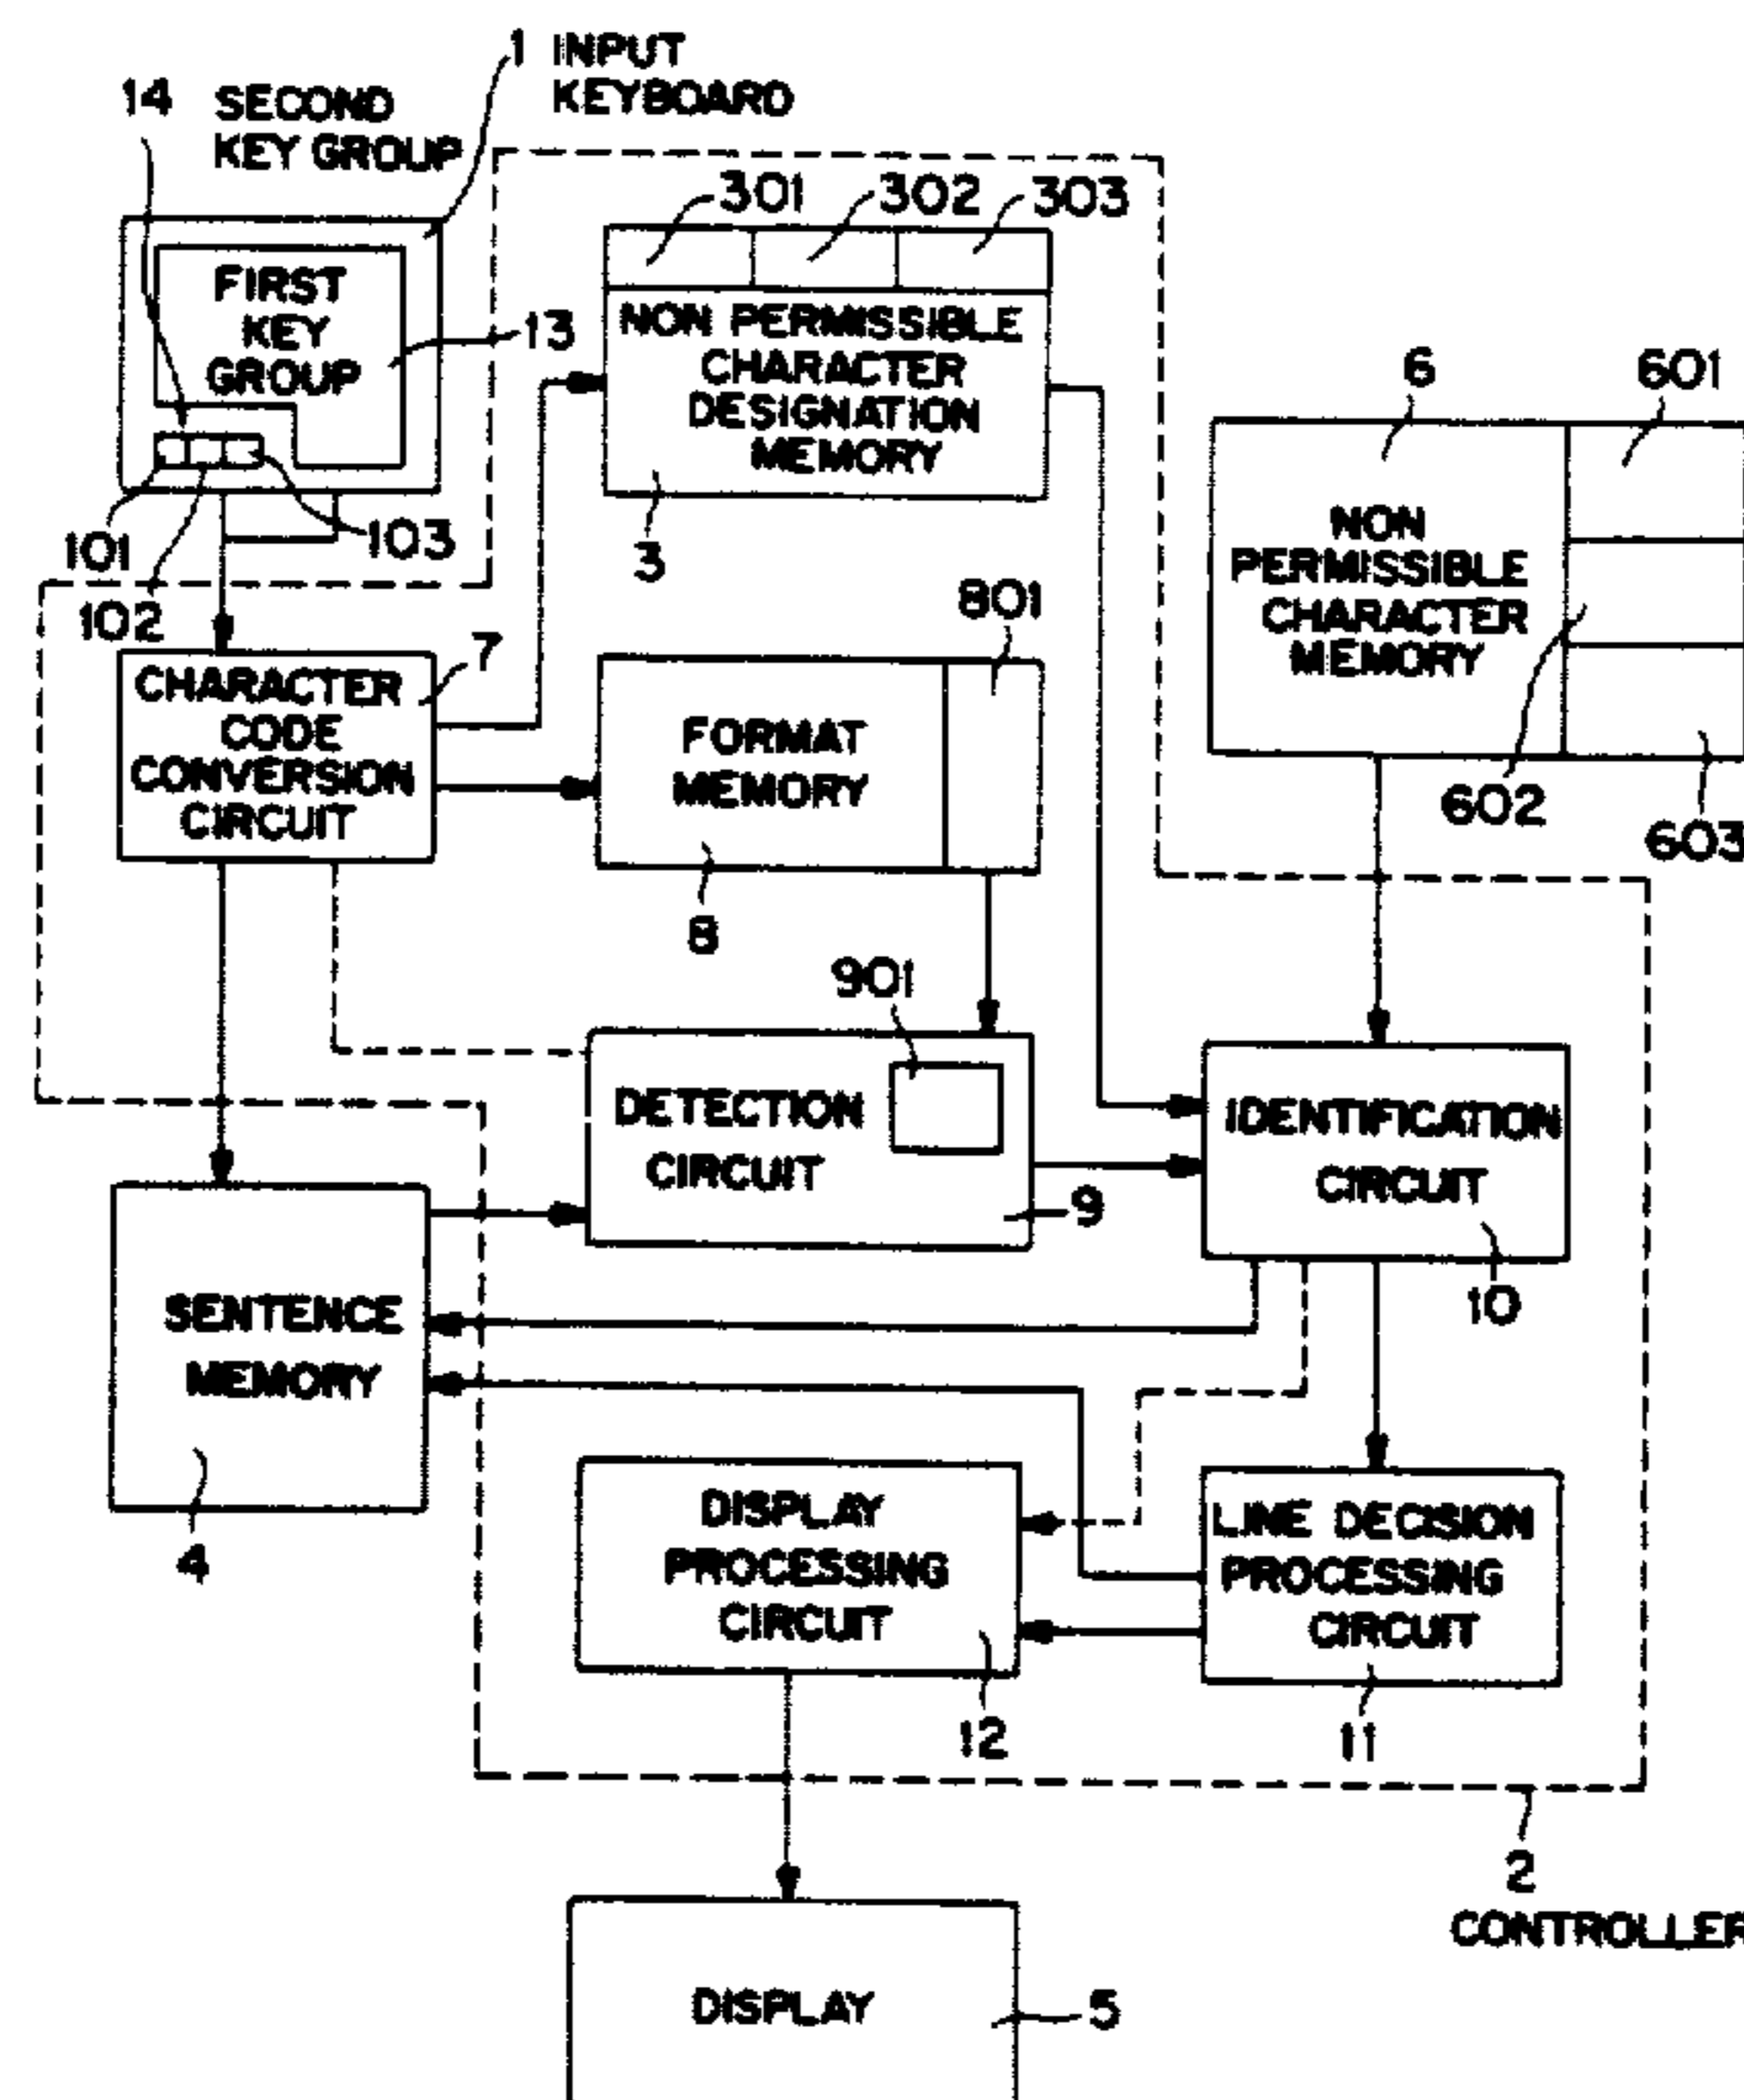 1 INPUT
KEYBOARD
14 SECOND
KEY GROUP
301 302 303
FIRST
KEY
GROUP
13
NON PERMISSIBLE
CHARACTER
DESIGNATION
MEMORY
3
6 601
NON
PERMISSIBLE
CHARACTER
MEMORY
602
603
101
102
103
801
7
CHARACTER
CODE
CONVERSION
CIRCUIT
FORMAT
MEMORY
8
901
DETECTION
CIRCUIT
9
IDENTIFICATION
CIRCUIT
10
SENTENCE
MEMORY
4
DISPLAY
PROCESSING
CIRCUIT
12
LINE DECISION
PROCESSING
CIRCUIT
11
2
CONTROLLER
DISPLAY
5